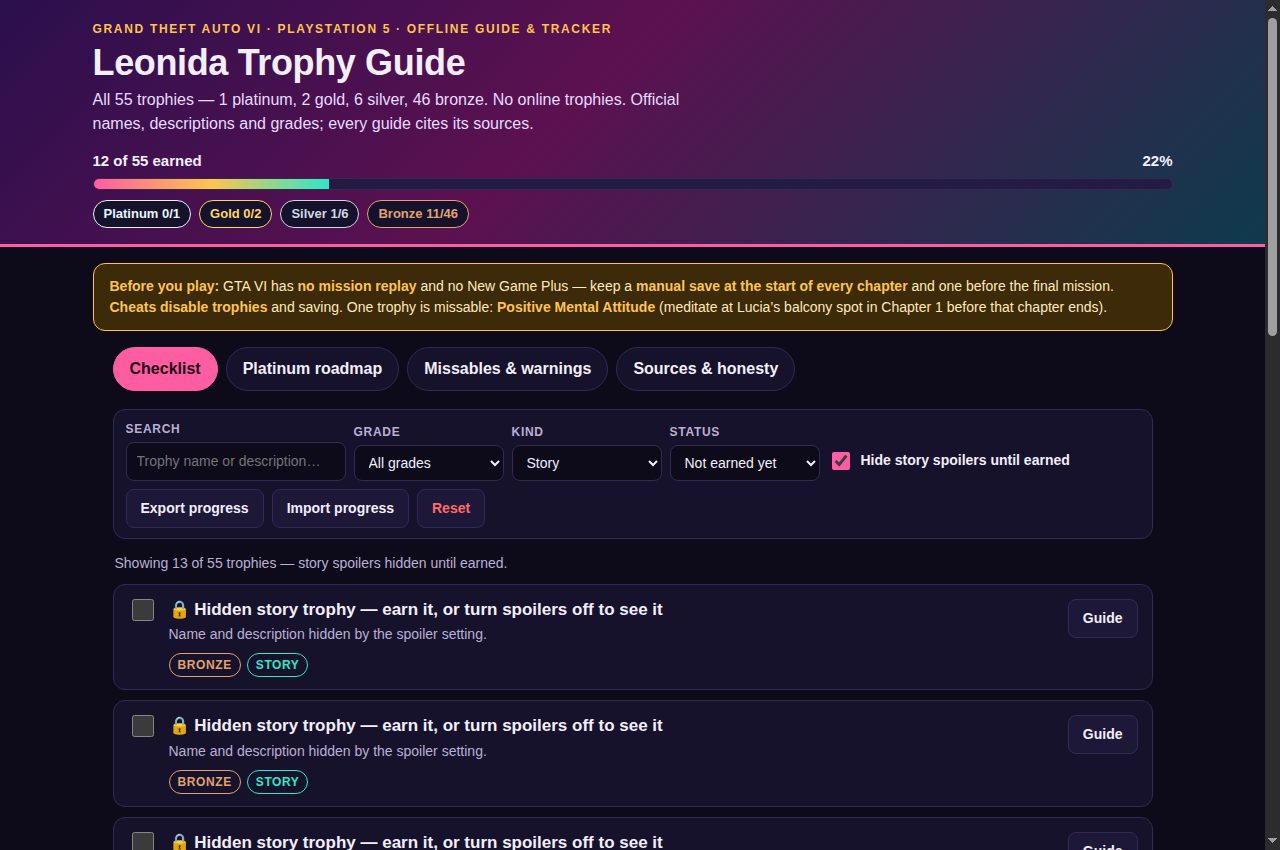 GRAND THEFT AUTO VI · PLAYSTATION 5 · OFFLINE GUIDE & TRACKER
Leonida Trophy Guide
All 55 trophies — 1 platinum, 2 gold, 6 silver, 46 bronze. No online trophies. Official
names, descriptions and grades; every guide cites its sources.
12 of 55 earned 22%
Platinum 0/1 Gold 0/2 Silver 1/6 Bronze 11/46
Before you play: GTA VI has no mission replay and no New Game Plus — keep a manual save at the start of every chapter and one before the final mission.
Cheats disable trophies and saving. One trophy is missable: Positive Mental Attitude (meditate at Lucia’s balcony spot in Chapter 1 before that chapter ends).
Checklist Platinum roadmap Missables & warnings Sources & honesty
SEARCH GRADE KIND STATUS
Trophy name or description… All grades Story Not earned yet Hide story spoilers until earned
Export progress Import progress Reset
Showing 13 of 55 trophies — story spoilers hidden until earned.
🔒 Hidden story trophy — earn it, or turn spoilers off to see it Guide
Name and description hidden by the spoiler setting.
BRONZE STORY
🔒 Hidden story trophy — earn it, or turn spoilers off to see it Guide
Name and description hidden by the spoiler setting.
BRONZE STORY
🔒 Hidden story trophy — earn it, or turn spoilers off to see it Guide